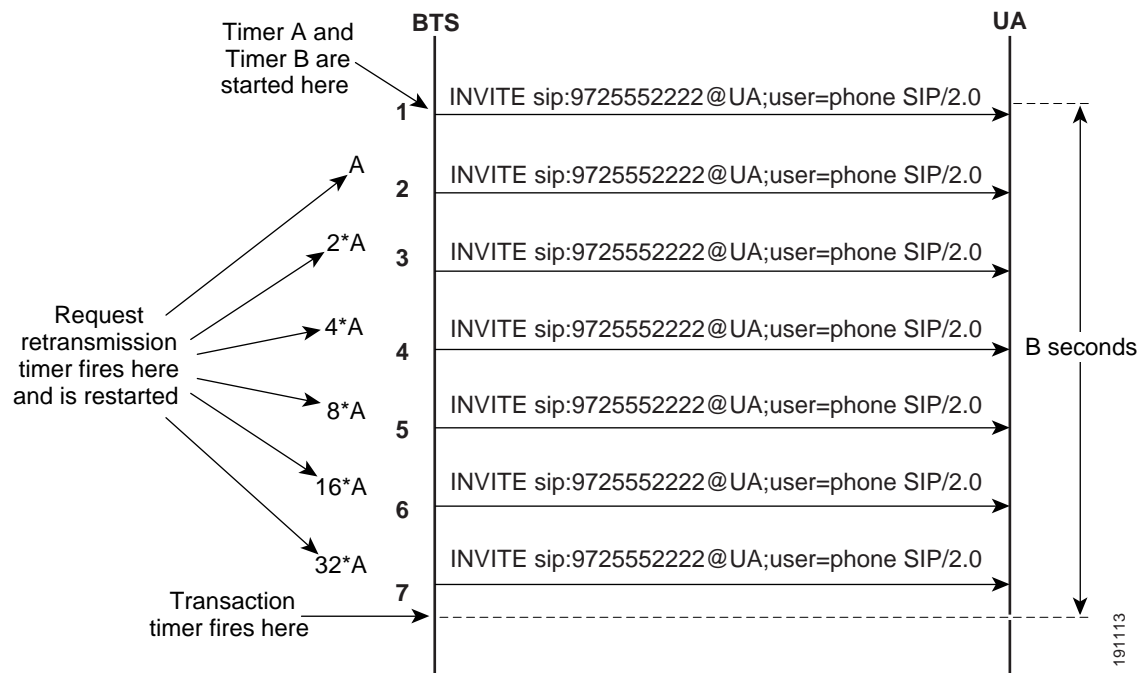 BTS
UA
Timer A and
Timer B are
started here
1
INVITE sip:9725552222@UA;user=phone SIP/2.0
A
2
INVITE sip:9725552222@UA;user=phone SIP/2.0
2*A
3
INVITE sip:9725552222@UA;user=phone SIP/2.0
Request
retransmission
timer fires here
and is restarted
4*A
4
INVITE sip:9725552222@UA;user=phone SIP/2.0
B seconds
8*A
5
INVITE sip:9725552222@UA;user=phone SIP/2.0
16*A
6
INVITE sip:9725552222@UA;user=phone SIP/2.0
32*A
7
INVITE sip:9725552222@UA;user=phone SIP/2.0
Transaction
timer fires here
191113